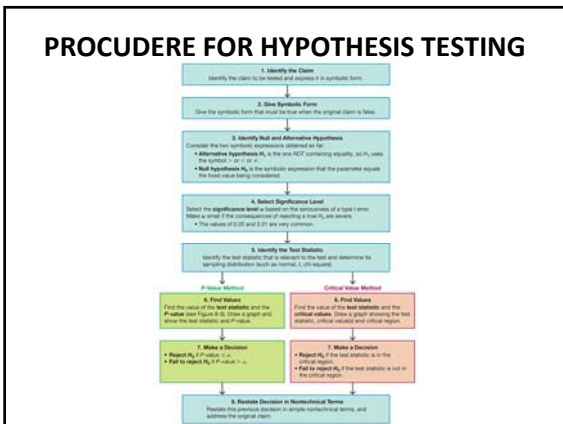 PROCUDERE FOR HYPOTHESIS TESTING
1. Identify the Claim
Identify the claim to be tested and express it in symbolic form.
2. Give Symbolic Form
Give the symbolic form that must be true when the original claim is false.
3. Identify Null and Alternative Hypothesis
Consider the two symbolic expressions obtained so far:
• Alternative hypothesis H₁ is the one NOT containing equality, so H₁ uses
the symbol > or < or ≠.
• Null hypothesis H₀ is the symbolic expression that the parameter equals
the fixed value being considered.
4. Select Significance Level
Select the significance level α based on the seriousness of a type I error.
Make α small if the consequences of rejecting a true H₀ are severe.
• The values of 0.05 and 0.01 are very common.
5. Identify the Test Statistic
Identify the test statistic that is relevant to the test and determine its
sampling distribution (such as normal, t, chi-square).
P-Value Method
6. Find Values
Find the value of the test statistic and the
P-value (see Figure 8-3). Draw a graph and
show the test statistic and P-value.
7. Make a Decision
• Reject H₀ if P-value ≤ α.
• Fail to reject H₀ if P-value > α.
Critical Value Method
6. Find Values
Find the value of the test statistic and the
critical values. Draw a graph showing the test
statistic, critical value(s) and critical region.
7. Make a Decision
• Reject H₀ if the test statistic is in the
critical region.
• Fail to reject H₀ if the test statistic is not in
the critical region.
8. Restate Decision in Nontechnical Terms
Restate this previous decision in simple nontechnical terms, and
address the original claim.